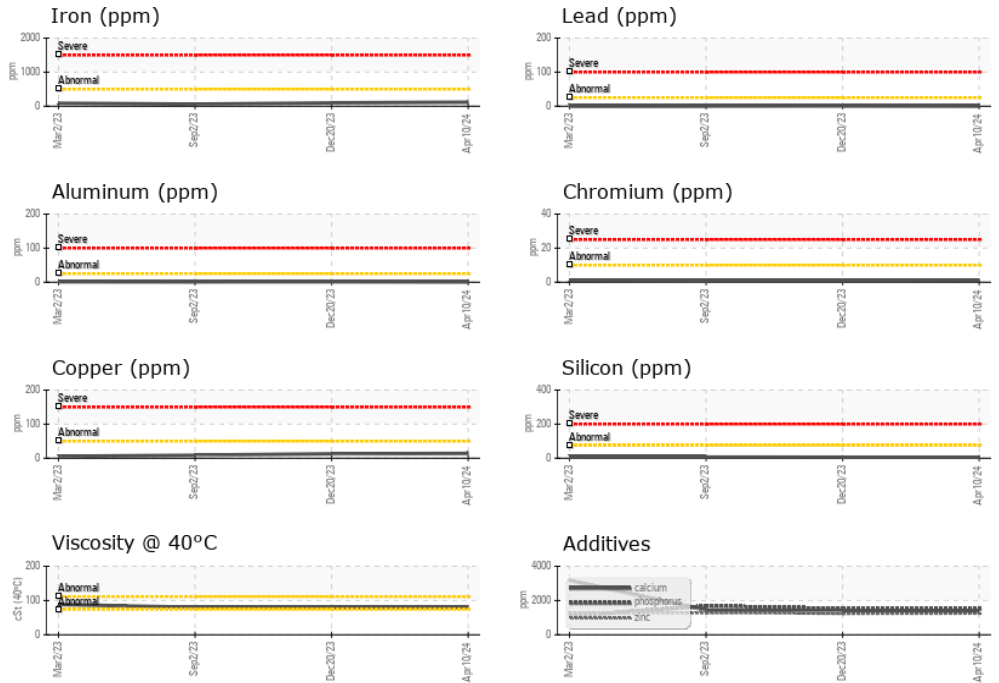 Iron (ppm)
2000
1000
0
ppm
Severe
Abnormal
Mar2/23
Sep2/23
Dec20/23
Apr10/24
Lead (ppm)
200
100
0
ppm
Severe
Abnormal
Mar2/23
Sep2/23
Dec20/23
Apr10/24
Aluminum (ppm)
200
100
0
ppm
Severe
Abnormal
Mar2/23
Sep2/23
Dec20/23
Apr10/24
Chromium (ppm)
40
20
0
ppm
Severe
Abnormal
Mar2/23
Sep2/23
Dec20/23
Apr10/24
Copper (ppm)
200
100
0
ppm
Severe
Abnormal
Mar2/23
Sep2/23
Dec20/23
Apr10/24
Silicon (ppm)
400
200
0
ppm
Severe
Abnormal
Mar2/23
Sep2/23
Dec20/23
Apr10/24
Viscosity @ 40°C
200
100
0
cSt (40°C)
Abnormal
Abnormal
Mar2/23
Sep2/23
Dec20/23
Apr10/24
Additives
4000
2000
0
ppm
calcium
phosphorus
zinc
Mar2/23
Sep2/23
Dec20/23
Apr10/24